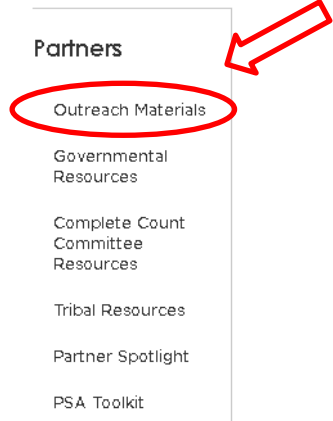 Partners
Outreach Materials
Governmental
Resources
Complete Count
Committee
Resources
Tribal Resources
Partner Spotlight
PSA Toolkit